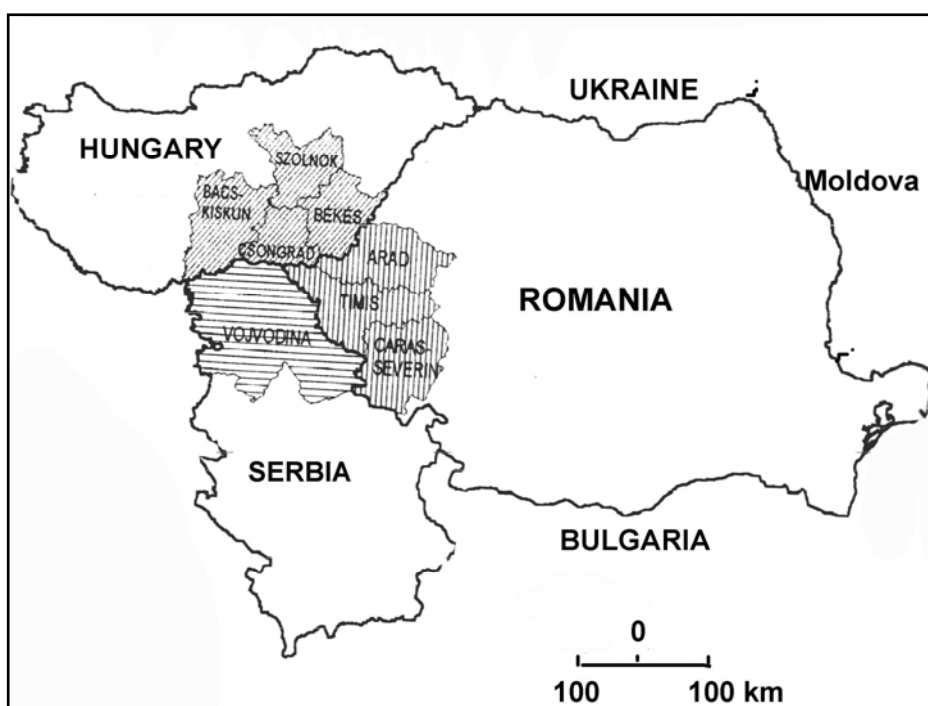 UKRAINE
HUNGARY
SZOLNOK
Moldova
BACS-
KISKUN
BÉKÉS
CSONGRAD
ARAD
TIMIS
ROMANIA
VOJVODINA
CARAS-
SEVERIN
SERBIA
BULGARIA
0
100 100 km